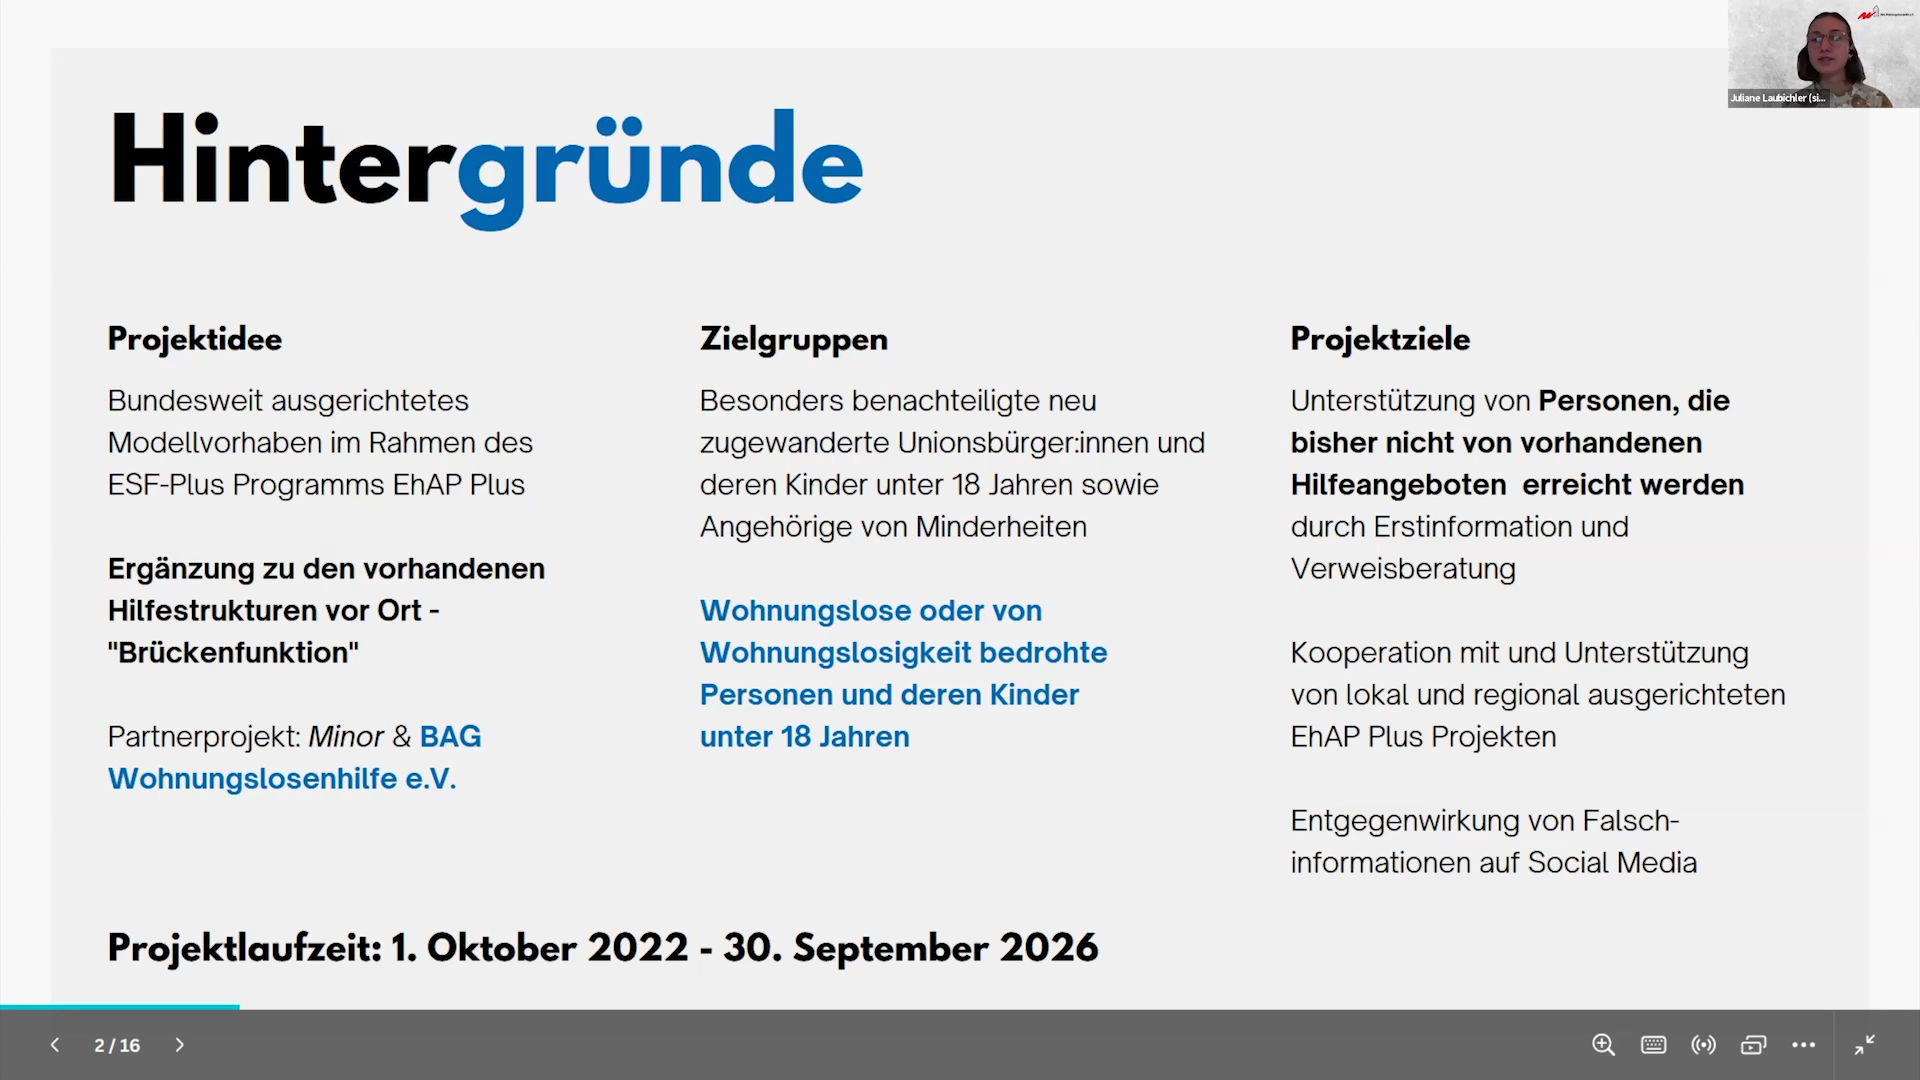 Juliane Laubichler (si...
Hintergründe
Projektidee
Bundesweit ausgerichtetes
Modellvorhaben im Rahmen des
ESF-Plus Programms EhAP Plus
Ergänzung zu den vorhandenen
Hilfestrukturen vor Ort -
"Brückenfunktion"
Partnerprojekt: Minor & BAG
Wohnungslosenhilfe e.V.
Zielgruppen
Besonders benachteiligte neu
zugewanderte Unionsbürger:innen und
deren Kinder unter 18 Jahren sowie
Angehörige von Minderheiten
Wohnungslose oder von
Wohnungslosigkeit bedrohte
Personen und deren Kinder
unter 18 Jahren
Projektziele
Unterstützung von Personen, die
bisher nicht von vorhandenen
Hilfeangeboten  erreicht werden
durch Erstinformation und
Verweisberatung
Kooperation mit und Unterstützung
von lokal und regional ausgerichteten
EhAP Plus Projekten
Entgegenwirkung von Falsch-
informationen auf Social Media
Projektlaufzeit: 1. Oktober 2022 - 30. September 2026
2 / 16